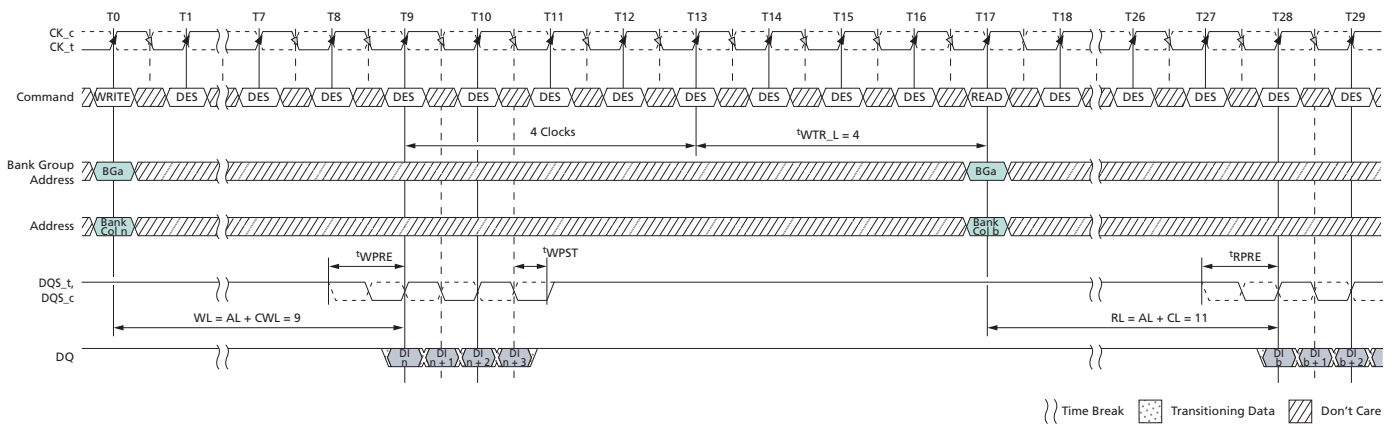 T0 T1 T7 T8 T9 T10 T11 T12 T13 T14 T15 T16 T17 T18 T26 T27 T28 T29
CK_c
CK_t
Command WRITE DES DES DES DES DES DES DES DES DES DES DES READ DES DES DES DES DES
4 Clocks tWTR_L = 4
Bank Group
Address
BGa BGa
Address
Bank
Col n
Bank
Col b
tWPRE tWPST tRPRE
DQS_t,
DQS_c
WL = AL + CWL = 9 RL = AL + CL = 11
DQ
DI
n
DI
n + 1
DI
n + 2
DI
n + 3
DI
b
DI
b + 1
DI
b + 2
Time Break Transitioning Data Don't Care